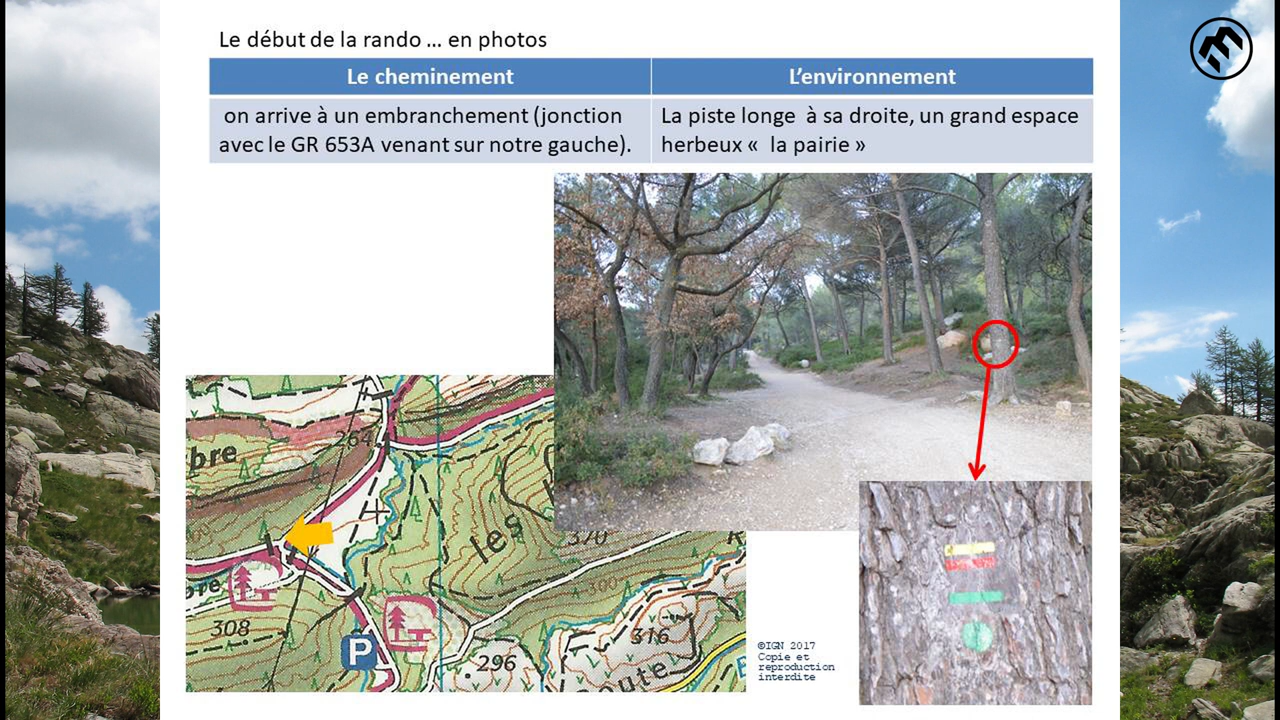 Le début de la rando ... en photos
Le cheminement
L’environnement
on arrive à un embranchement (jonction
avec le GR 653A venant sur notre gauche).
La piste longe à sa droite, un grand espace
herbeux « la pairie »
264
bre
les
370
300
bre
308
P
296
316
oute
R
©IGN 2017
Copie et
reproduction
interdite